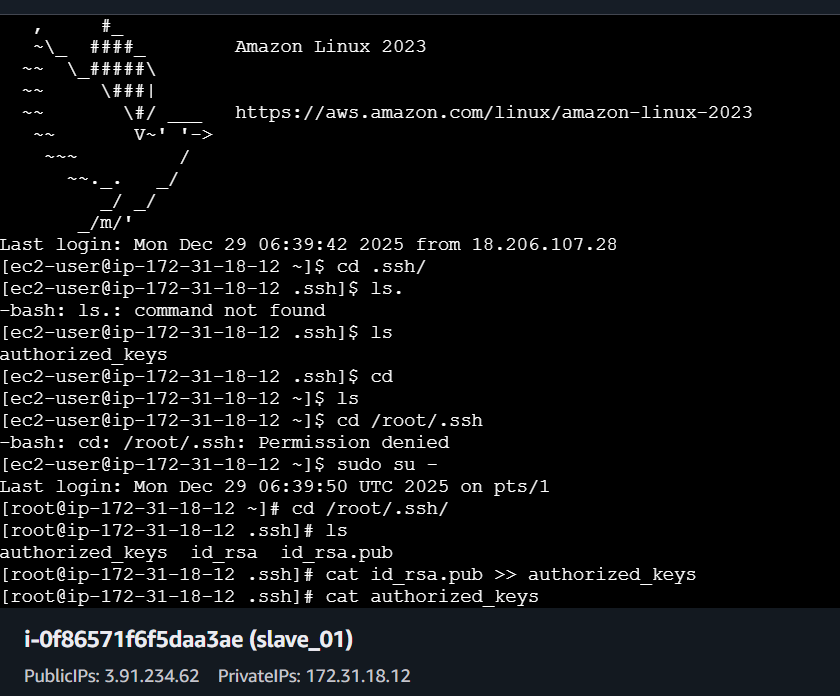 ,     #_
   ~\_  ####_        Amazon Linux 2023
  ~~  \_#####\
  ~~     \###|
  ~~       \#/ ___   https://aws.amazon.com/linux/amazon-linux-2023
   ~~       V~' '->
    ~~~         /
      ~~._.   _/
         _/ _/
       _/m/'
Last login: Mon Dec 29 06:39:42 2025 from 18.206.107.28
[ec2-user@ip-172-31-18-12 ~]$ cd .ssh/
[ec2-user@ip-172-31-18-12 .ssh]$ ls.
-bash: ls.: command not found
[ec2-user@ip-172-31-18-12 .ssh]$ ls
authorized_keys
[ec2-user@ip-172-31-18-12 .ssh]$ cd
[ec2-user@ip-172-31-18-12 ~]$ ls
[ec2-user@ip-172-31-18-12 ~]$ cd /root/.ssh
-bash: cd: /root/.ssh: Permission denied
[ec2-user@ip-172-31-18-12 ~]$ sudo su -
Last login: Mon Dec 29 06:39:50 UTC 2025 on pts/1
[root@ip-172-31-18-12 ~]# cd /root/.ssh/
[root@ip-172-31-18-12 .ssh]# ls
authorized_keys  id_rsa  id_rsa.pub
[root@ip-172-31-18-12 .ssh]# cat id_rsa.pub >> authorized_keys
[root@ip-172-31-18-12 .ssh]# cat authorized_keys
i-0f86571f6f5daa3ae (slave_01)
PublicIPs: 3.91.234.62 PrivateIPs: 172.31.18.12